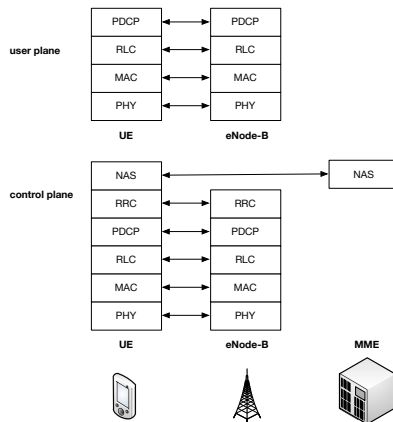 PDCP PDCP
user plane RLC RLC
MAC MAC
PHY PHY
UE eNode-B
NAS NAS
control plane RRC RRC
PDCP PDCP
RLC RLC
MAC MAC
PHY PHY
UE eNode-B MME